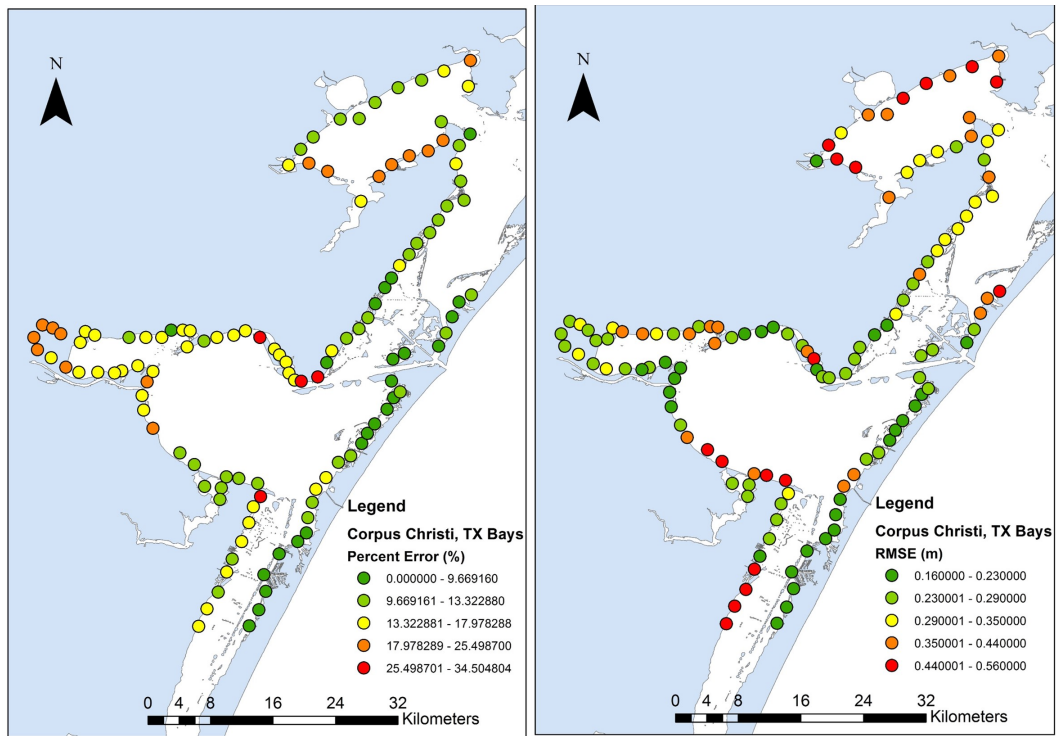 N
Legend
Corpus Christi, TX Bays
Percent Error (%)
0.000000 - 9.669160
9.669161 - 13.322880
13.322881 - 17.978288
17.978289 - 25.498700
25.498701 - 34.504804
0 4 8 16 24 32
Kilometers
N
Legend
Corpus Christi, TX Bays
RMSE (m)
0.160000 - 0.230000
0.230001 - 0.290000
0.290001 - 0.350000
0.350001 - 0.440000
0.440001 - 0.560000
0 4 8 16 24 32
Kilometers